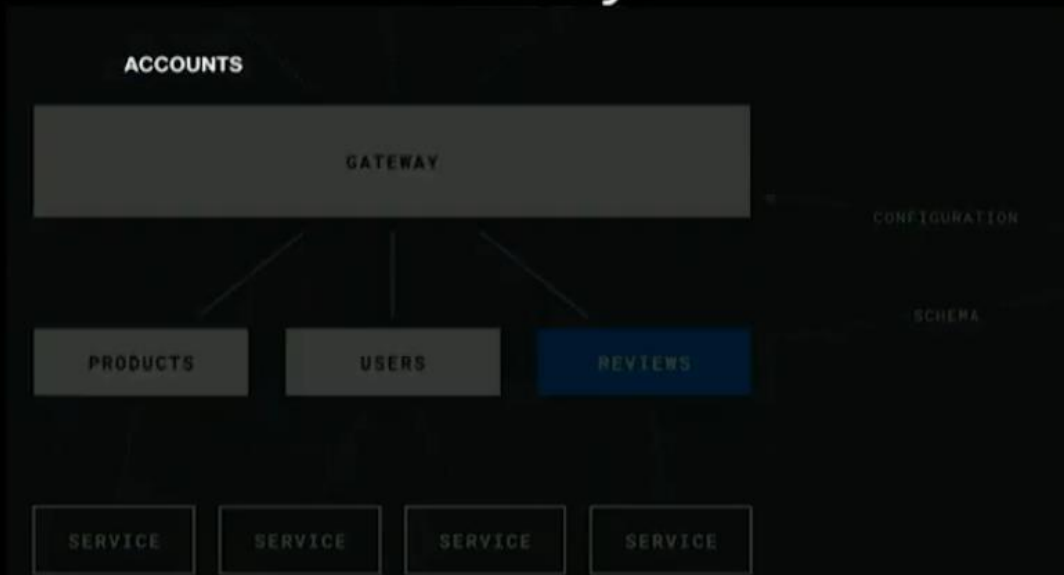 ACCOUNTS
GATEWAY
CONFIGURATION
SCHEMA
PRODUCTS USERS REVIEWS
SERVICE SERVICE SERVICE SERVICE